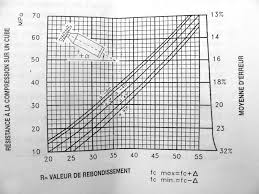 MPa
70
60
50
40
30
20
10
13%
14
16
18
22
32%
20 25 30 35 40 45 50 55
RÉSISTANCE A LA COMPRESSION SUR UN CUBE
MOYENNE D'ERREUR
R= VALEUR DE REBONDISSEMENT
fc max=fc+Δ
fc min.=fc-Δ